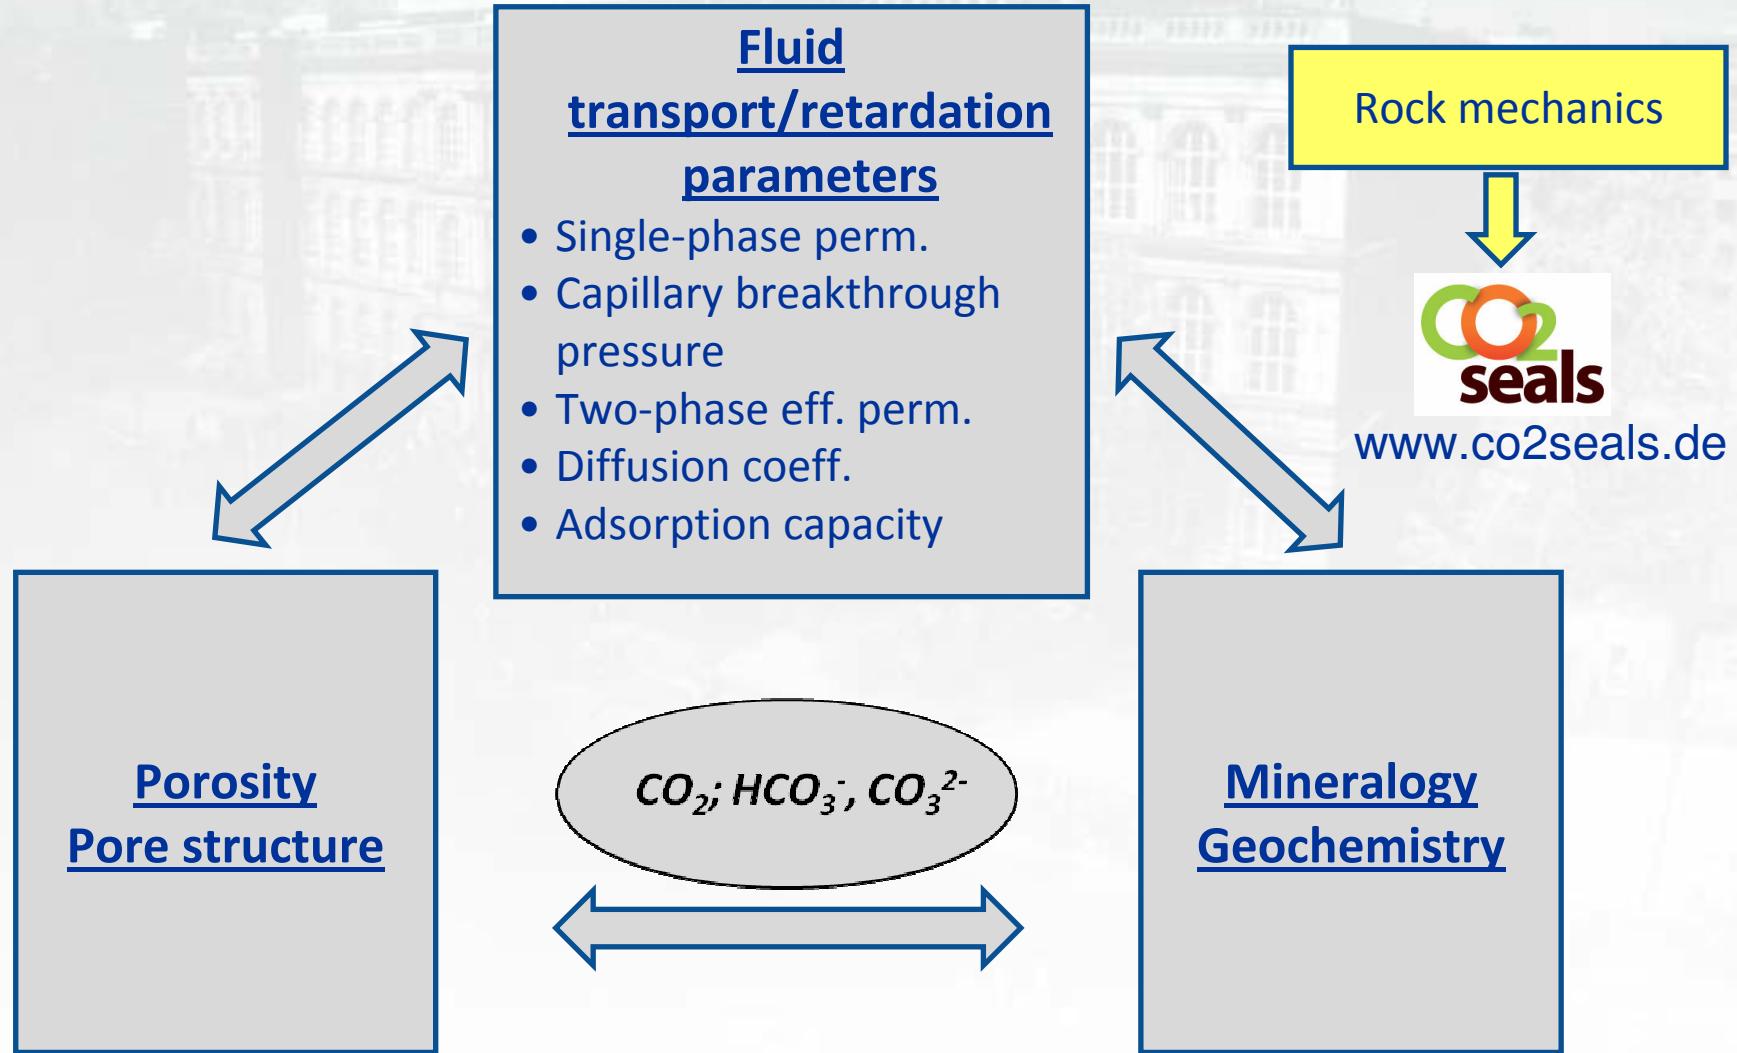 Fluid
transport/retardation
parameters
• Single-phase perm.
• Capillary breakthrough
pressure
• Two-phase eff. perm.
• Diffusion coeff.
• Adsorption capacity
Rock mechanics
CO2
seals
www.co2seals.de
Porosity
Pore structure
CO₂; HCO₃⁻, CO₃²⁻
Mineralogy
Geochemistry